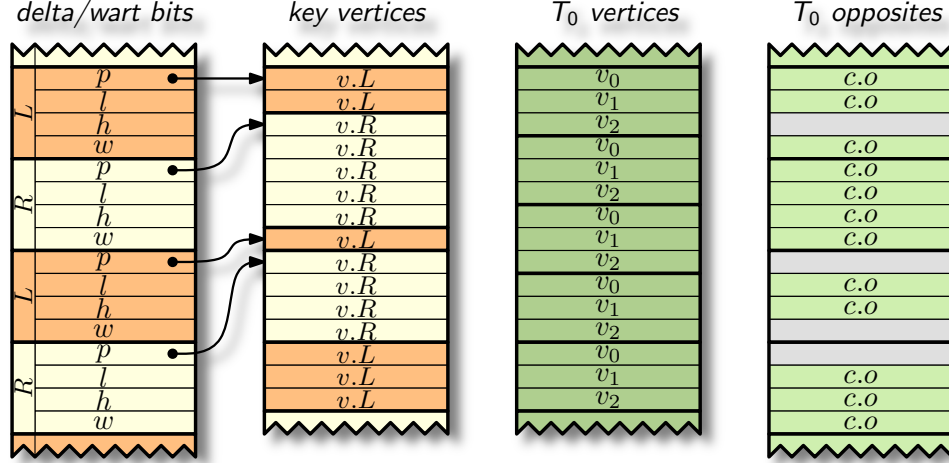 delta/wart bits
L
p
l
h
w
R
p
l
h
w
L
p
l
h
w
R
p
l
h
w
key vertices
v.L
v.L
v.R
v.R
v.R
v.R
v.R
v.L
v.R
v.R
v.R
v.R
v.L
v.L
v.L
T₀ vertices
v₀
v₁
v₂
v₀
v₁
v₂
v₀
v₁
v₂
v₀
v₁
v₂
v₀
v₁
v₂
T₀ opposites
c.o
c.o
c.o
c.o
c.o
c.o
c.o
c.o
c.o
c.o
c.o
c.o